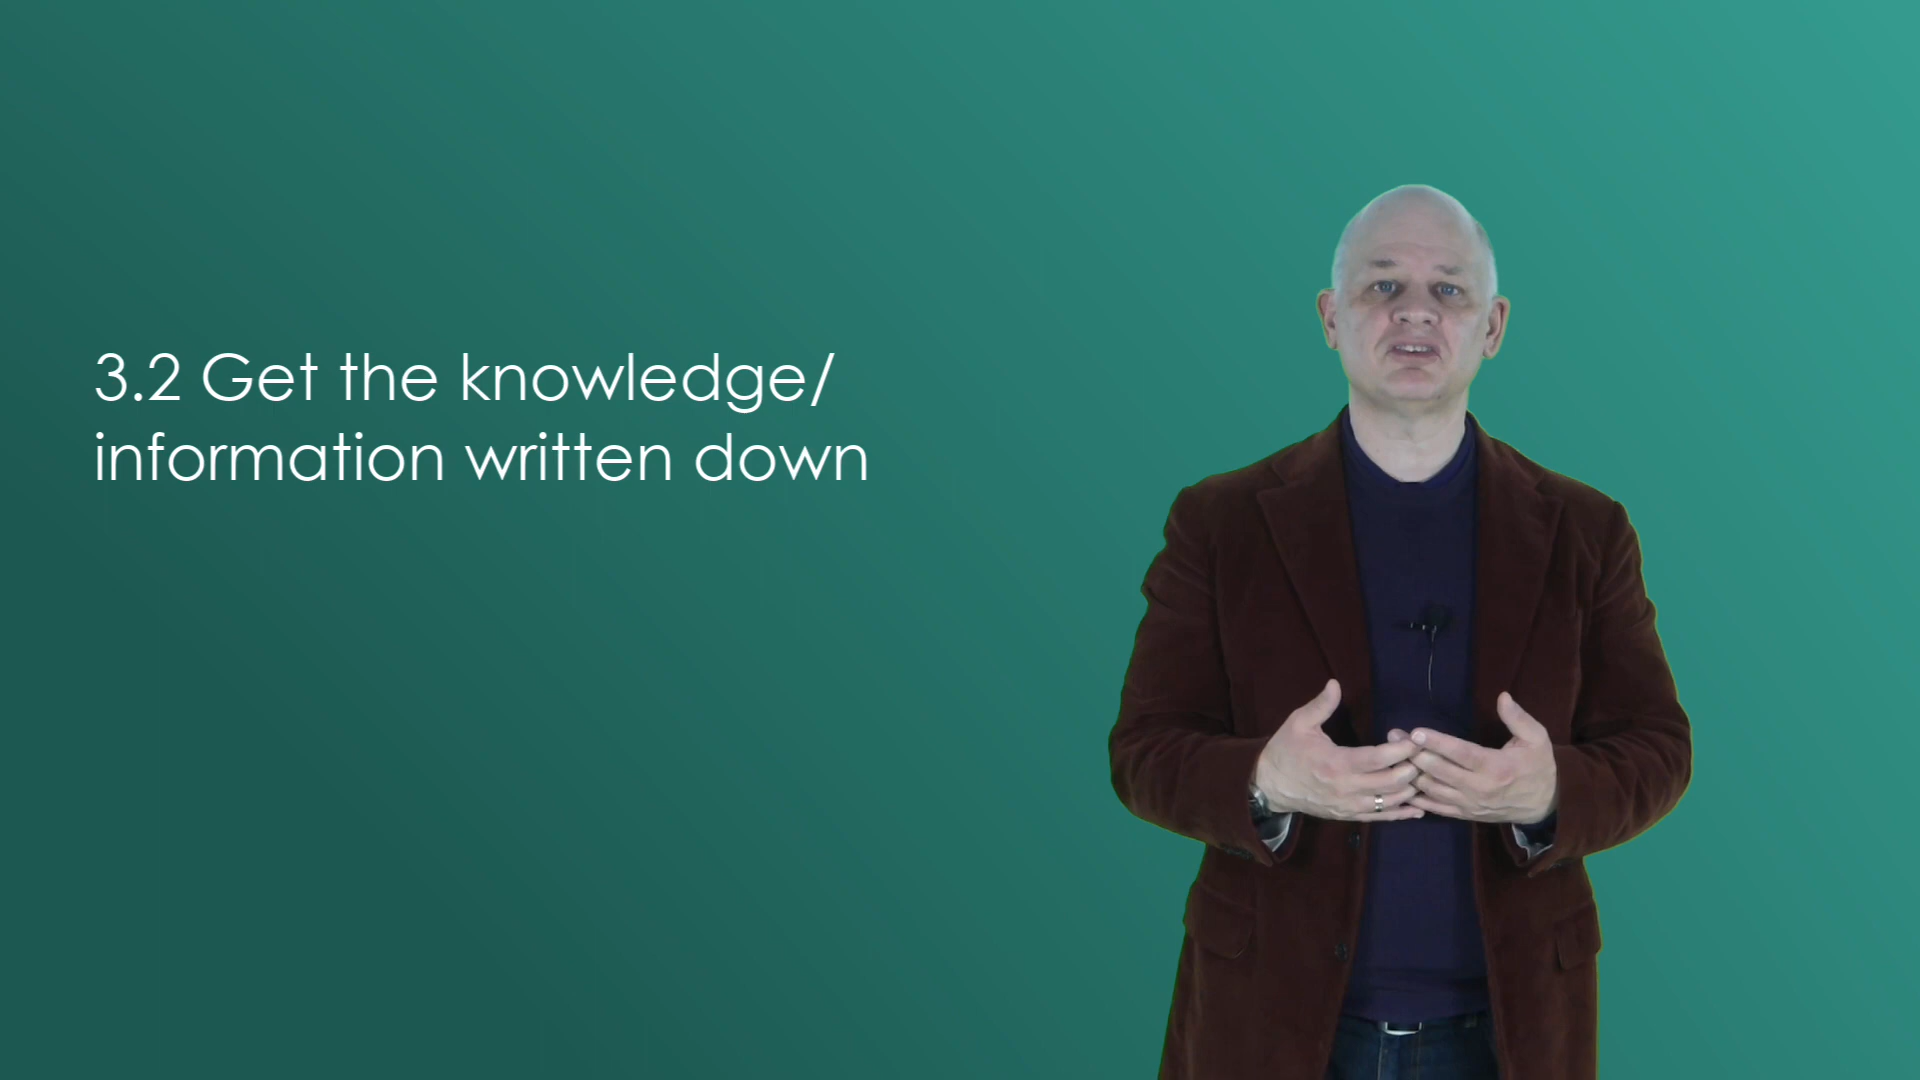 3.2 Get the knowledge/
information written down